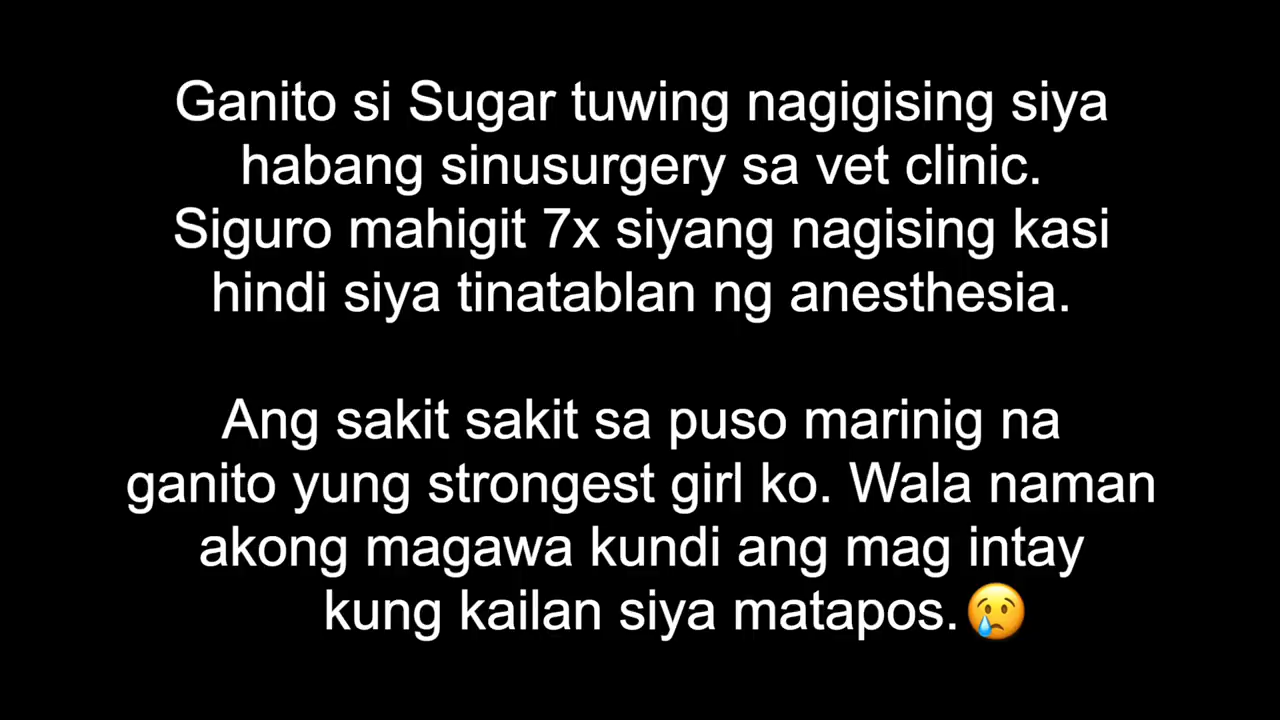 Ganito si Sugar tuwing nagigising siya
habang sinusurgery sa vet clinic.
Siguro mahigit 7x siyang nagising kasi
hindi siya tinatablan ng anesthesia.
Ang sakit sakit sa puso marinig na
ganito yung strongest girl ko. Wala naman
akong magawa kundi ang mag intay
kung kailan siya matapos.😢